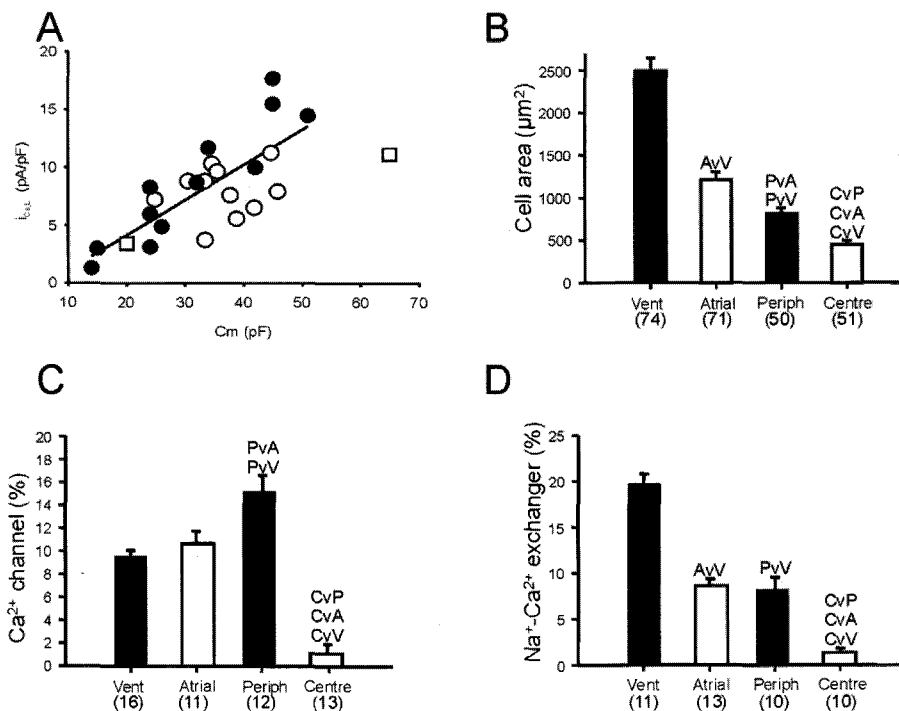 A
20
15
10
5
0
i_Ca,L (pA/pF)
10 20 30 40 50 60 70
Cm (pF)
B
2500
2000
1500
1000
500
0
Cell area (µm²)
AvV
PvA
PvV
CvP
CvA
CvV
Vent Atrial Periph Centre
(74) (71) (50) (51)
C
20
18
16
14
12
10
8
6
4
2
0
Ca²⁺ channel (%)
PvA
PvV
CvP
CvA
CvV
Vent Atrial Periph Centre
(16) (11) (12) (13)
D
25
20
15
10
5
0
Na⁺-Ca²⁺ exchanger (%)
AvV
PvV
CvP
CvA
CvV
Vent Atrial Periph Centre
(11) (13) (10) (10)